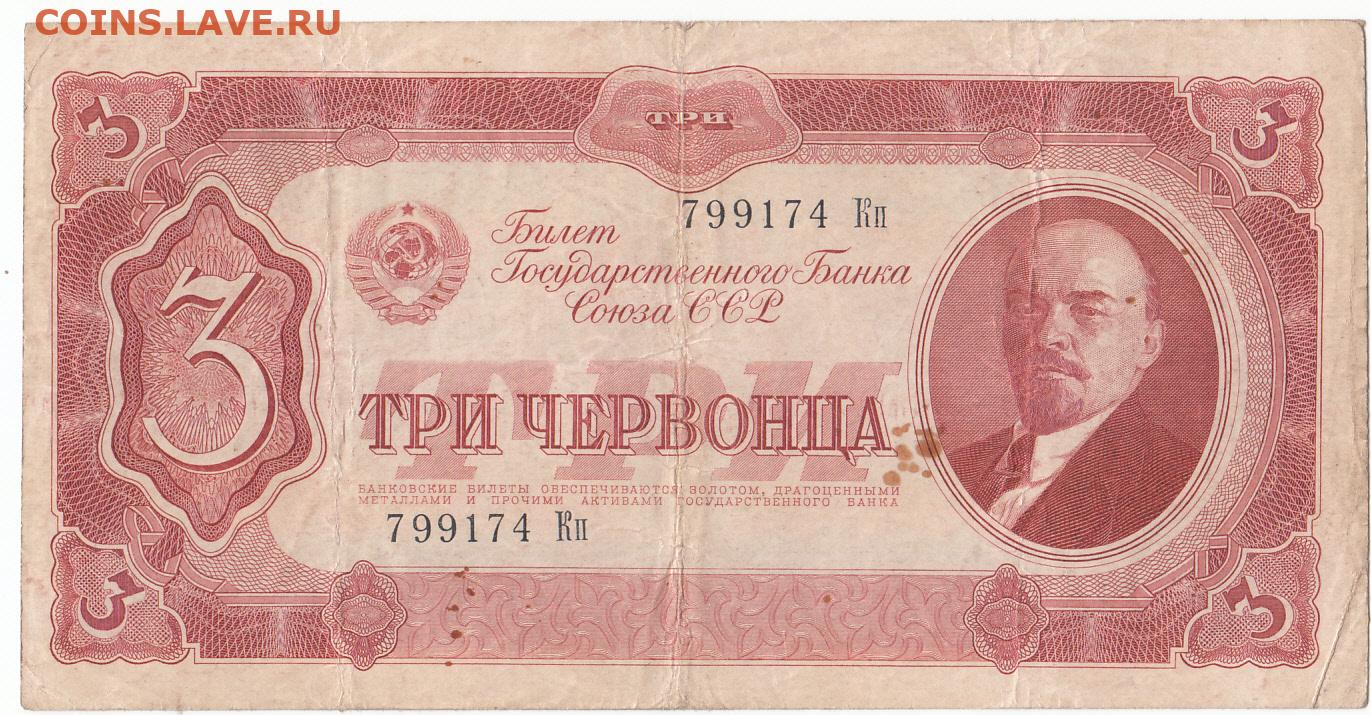 COINS.LAVE.RU
3 3
ТРИ
799174 Кп
Билет
Государственного Банка
Союза ССР
3
ТРИ
ТРИ ЧЕРВОНЦА
БАНКОВСКИЕ БИЛЕТЫ ОБЕСПЕЧИВАЮТСЯ ЗОЛОТОМ, ДРАГОЦЕННЫМИ
МЕТАЛЛАМИ И ПРОЧИМИ АКТИВАМИ ГОСУДАРСТВЕННОГО БАНКА
799174 Кп
3 3